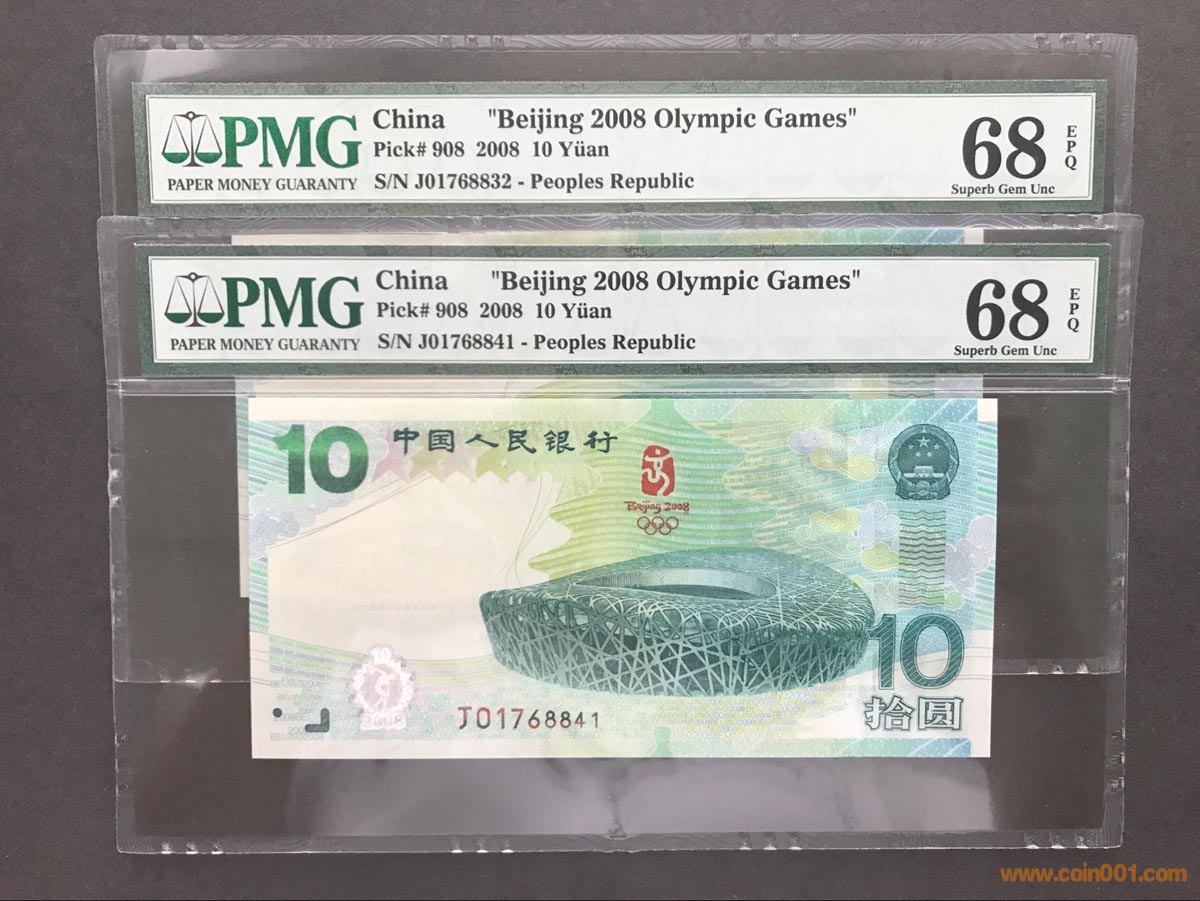 PMG
PAPER MONEY GUARANTY
China "Beijing 2008 Olympic Games"
Pick# 908 2008 10 Yüan
S/N J01768832 - Peoples Republic
68 EPQ
Superb Gem Unc
PMG
PAPER MONEY GUARANTY
China "Beijing 2008 Olympic Games"
Pick# 908 2008 10 Yüan
S/N J01768841 - Peoples Republic
68 EPQ
Superb Gem Unc
10 中国人民银行
Beijing 2008
10
拾圆
10
2008
J01768841
www.coin001.com